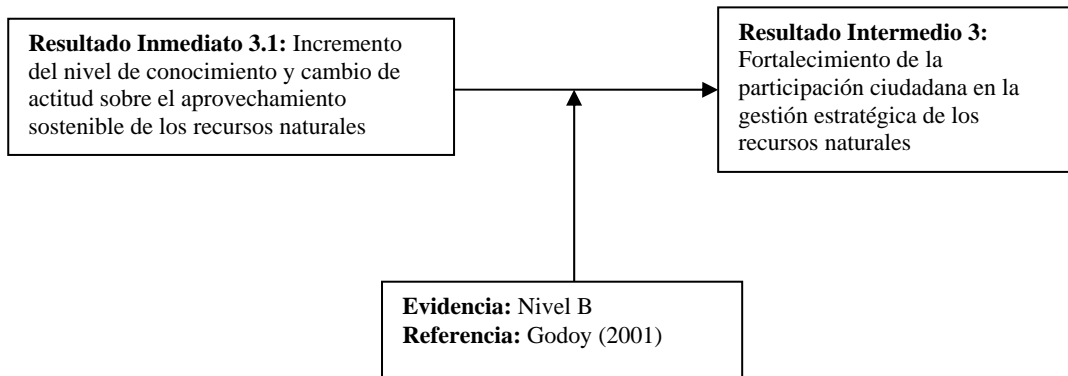 Resultado Inmediato 3.1: Incremento
del nivel de conocimiento y cambio de
actitud sobre el aprovechamiento
sostenible de los recursos naturales
Resultado Intermedio 3:
Fortalecimiento de la
participación ciudadana en la
gestión estratégica de los
recursos naturales
Evidencia: Nivel B
Referencia: Godoy (2001)